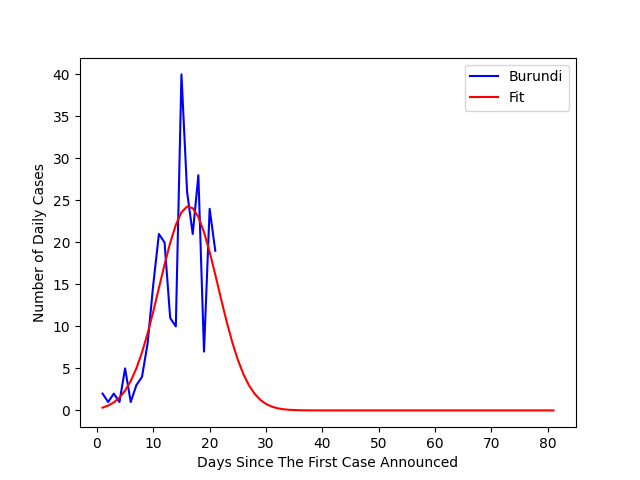 Burundi
Fit
Number of Daily Cases
40
35
30
25
20
15
10
5
0
0 10 20 30 40 50 60 70 80
Days Since The First Case Announced